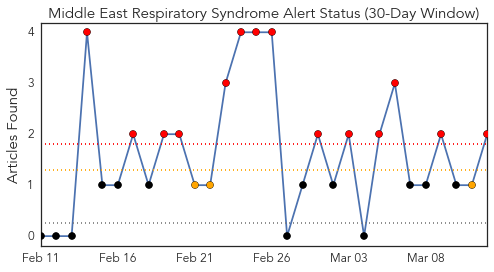 Middle East Respiratory Syndrome Alert Status (30-Day Window)
Articles Found
4
3
2
1
0
Feb 11 Feb 16 Feb 21 Feb 26 Mar 03 Mar 08